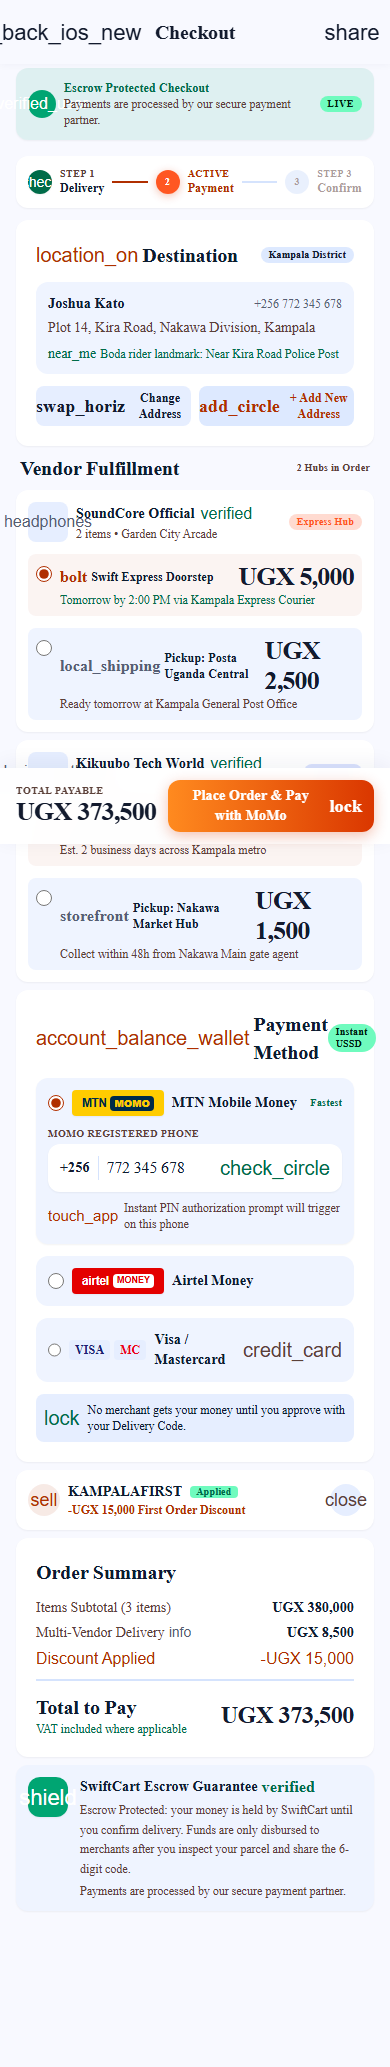 _back_ios_new Checkout share
Escrow Protected Checkout
Payments are processed by our secure payment
partner.
LIVE
STEP 1
Delivery
2
ACTIVE
Payment
3
STEP 3
Confirm
location_on Destination Kampala District
Joshua Kato +256 772 345 678
Plot 14, Kira Road, Nakawa Division, Kampala
near_me Boda rider landmark: Near Kira Road Police Post
swap_horiz Change
Address
add_circle + Add New
Address
Vendor Fulfillment 2 Hubs in Order
headphones
SoundCore Official verified
2 items • Garden City Arcade
Express Hub
bolt Swift Express Doorstep UGX 5,000
Tomorrow by 2:00 PM via Kampala Express Courier
local_shipping Pickup: Posta
Uganda Central
UGX
2,500
Ready tomorrow at Kampala General Post Office
Kikuubo Tech World verified
TOTAL PAYABLE
UGX 373,500
Place Order & Pay
with MoMo
lock
Est. 2 business days across Kampala metro
storefront Pickup: Nakawa
Market Hub
UGX
1,500
Collect within 48h from Nakawa Main gate agent
account_balance_wallet Payment
Method
Instant
USSD
MTN MOMO MTN Mobile Money Fastest
MOMO REGISTERED PHONE
+256 772 345 678 check_circle
touch_app Instant PIN authorization prompt will trigger
on this phone
airtel MONEY Airtel Money
VISA MC Visa /
Mastercard
credit_card
lock No merchant gets your money until you approve with
your Delivery Code.
sell KAMPALAFIRST Applied
-UGX 15,000 First Order Discount
close
Order Summary
Items Subtotal (3 items) UGX 380,000
Multi-Vendor Delivery info UGX 8,500
Discount Applied -UGX 15,000
Total to Pay UGX 373,500
VAT included where applicable
shield SwiftCart Escrow Guarantee verified
Escrow Protected: your money is held by SwiftCart until
you confirm delivery. Funds are only disbursed to
merchants after you inspect your parcel and share the 6-
digit code.
Payments are processed by our secure payment partner.